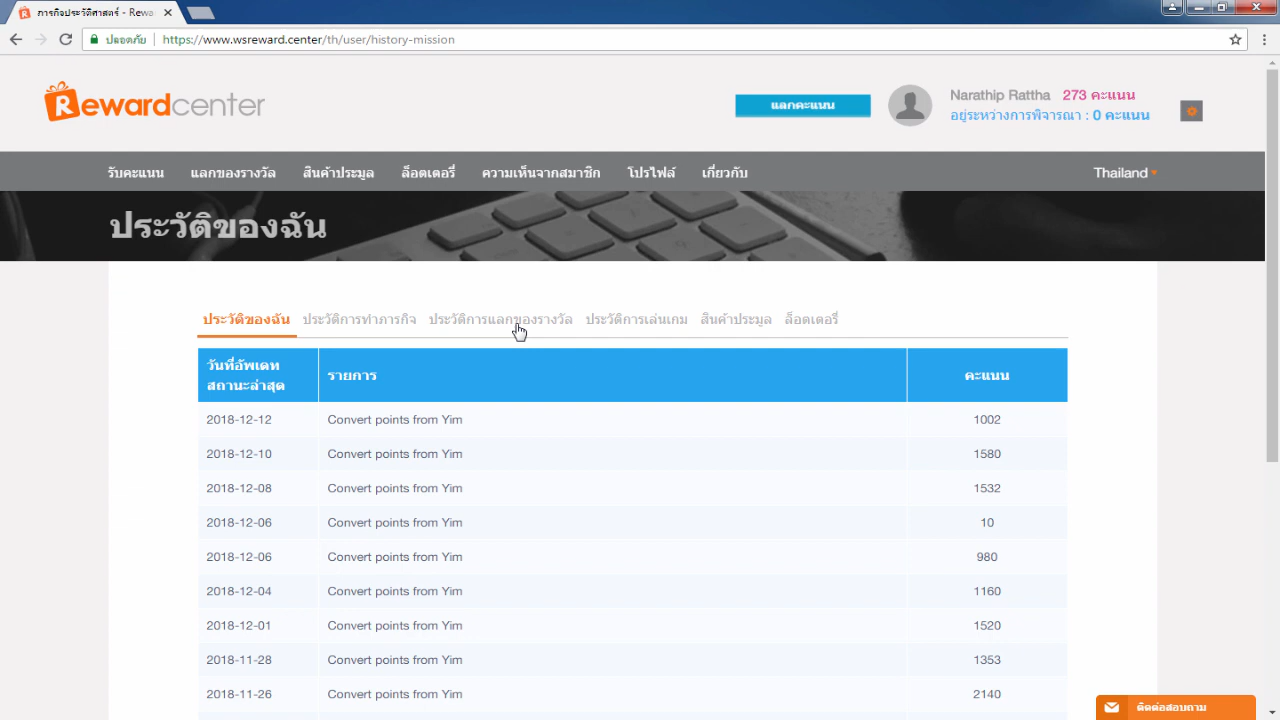 ภารกิจประวัติศาสตร์ - Rewa
ปลอดภัย https://www.wsreward.center/th/user/history-mission
Rewardcenter
แลกคะแนน
Narathip Rattha 273 คะแนน
อยู่ระหว่างการพิจารณา : 0 คะแนน
รับคะแนน แลกของรางวัล สินค้าประมูล ล็อตเตอรี่ ความเห็นจากสมาชิก โปรไฟล์ เกี่ยวกับ Thailand
ประวัติของฉัน
ประวัติของฉัน ประวัติการทำภารกิจ ประวัติการแลกของรางวัล ประวัติการเล่นเกม สินค้าประมูล ล็อตเตอรี่
วันที่อัพเดท
สถานะล่าสุด รายการ คะแนน
2018-12-12 Convert points from Yim 1002
2018-12-10 Convert points from Yim 1580
2018-12-08 Convert points from Yim 1532
2018-12-06 Convert points from Yim 10
2018-12-06 Convert points from Yim 980
2018-12-04 Convert points from Yim 1160
2018-12-01 Convert points from Yim 1520
2018-11-28 Convert points from Yim 1353
2018-11-26 Convert points from Yim 2140
ติดต่อสอบถาม